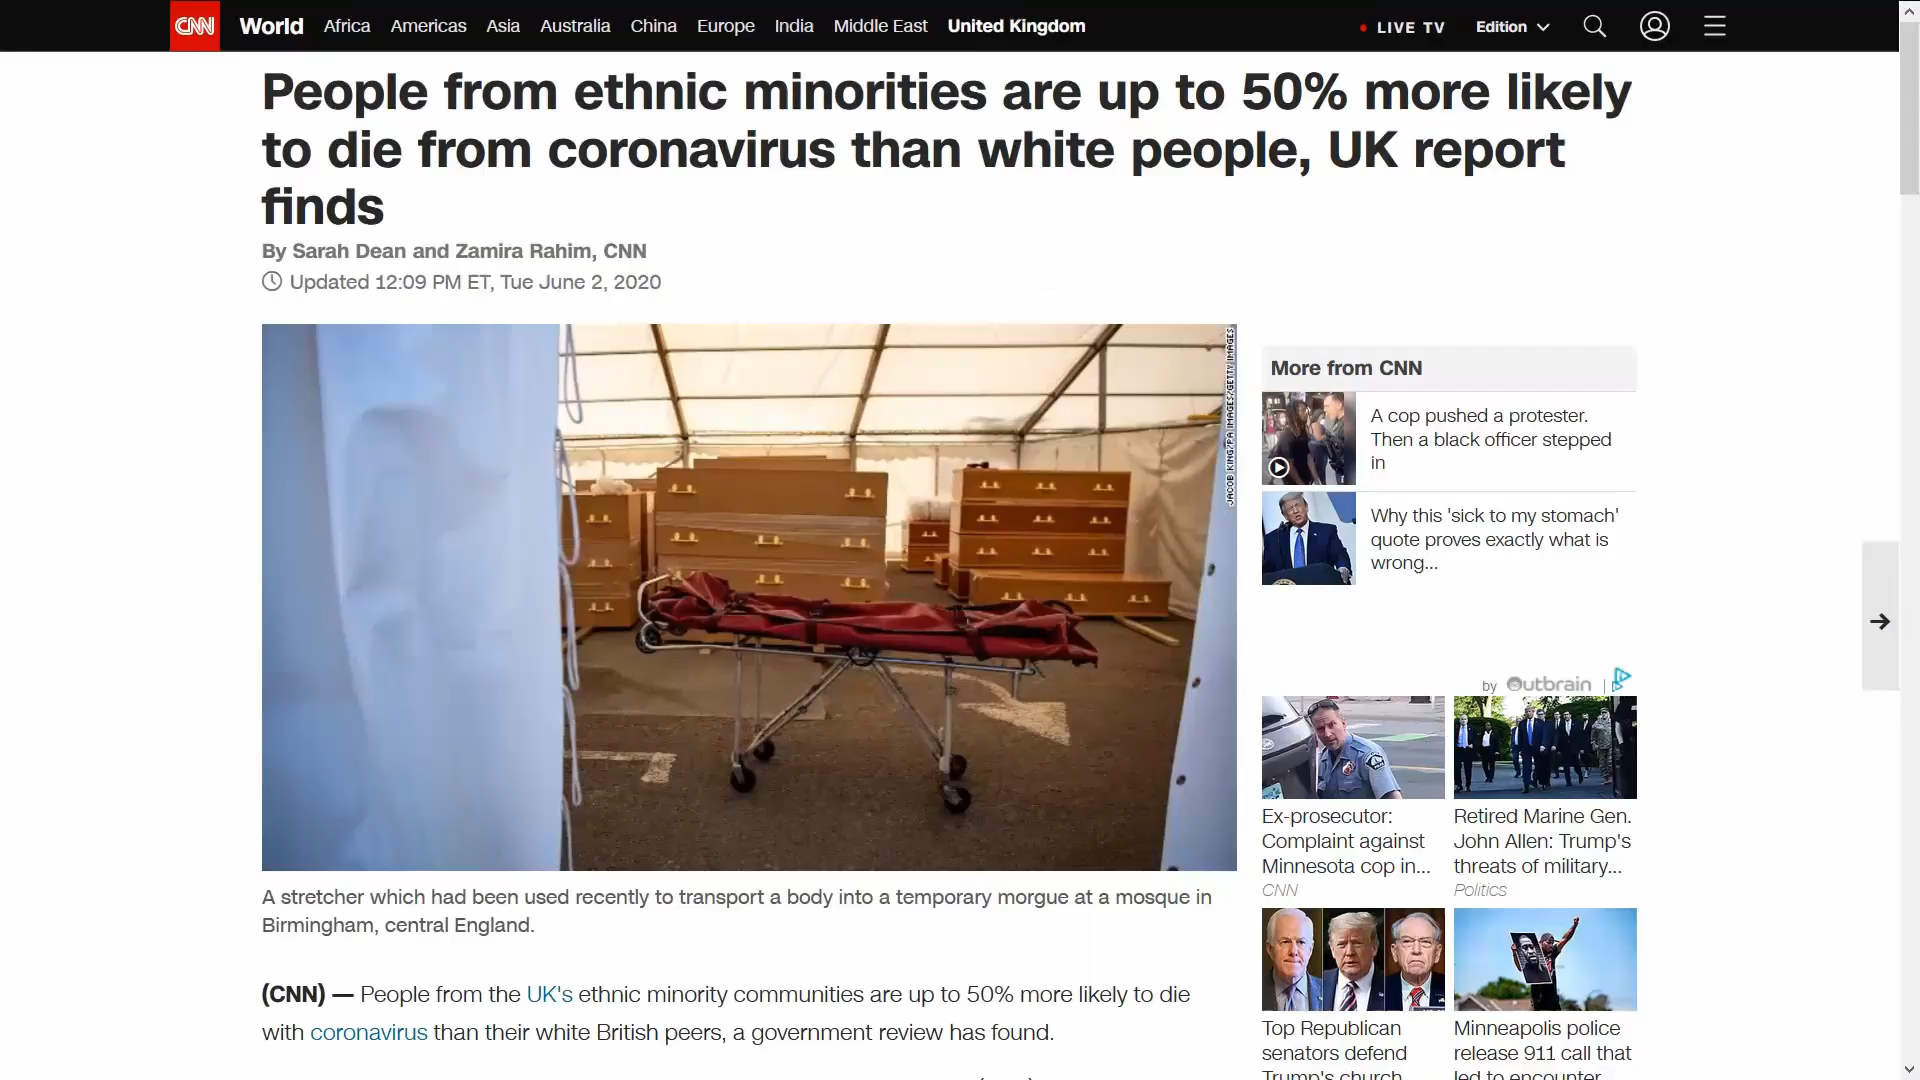 CNN World Africa Americas Asia Australia China Europe India Middle East United Kingdom LIVE TV Edition
People from ethnic minorities are up to 50% more likely
to die from coronavirus than white people, UK report
finds
By Sarah Dean and Zamira Rahim, CNN
Updated 12:09 PM ET, Tue June 2, 2020
JACOB KING/PA IMAGES/GETTY IMAGES
A stretcher which had been used recently to transport a body into a temporary morgue at a mosque in
Birmingham, central England.
(CNN) — People from the UK's ethnic minority communities are up to 50% more likely to die
with coronavirus than their white British peers, a government review has found.
More from CNN
A cop pushed a protester.
Then a black officer stepped
in
Why this 'sick to my stomach'
quote proves exactly what is
wrong...
by Outbrain
Ex-prosecutor:
Complaint against
Minnesota cop in...
CNN
Retired Marine Gen.
John Allen: Trump's
threats of military...
Politics
Top Republican
senators defend
Trump's church
Minneapolis police
release 911 call that
led to encounter